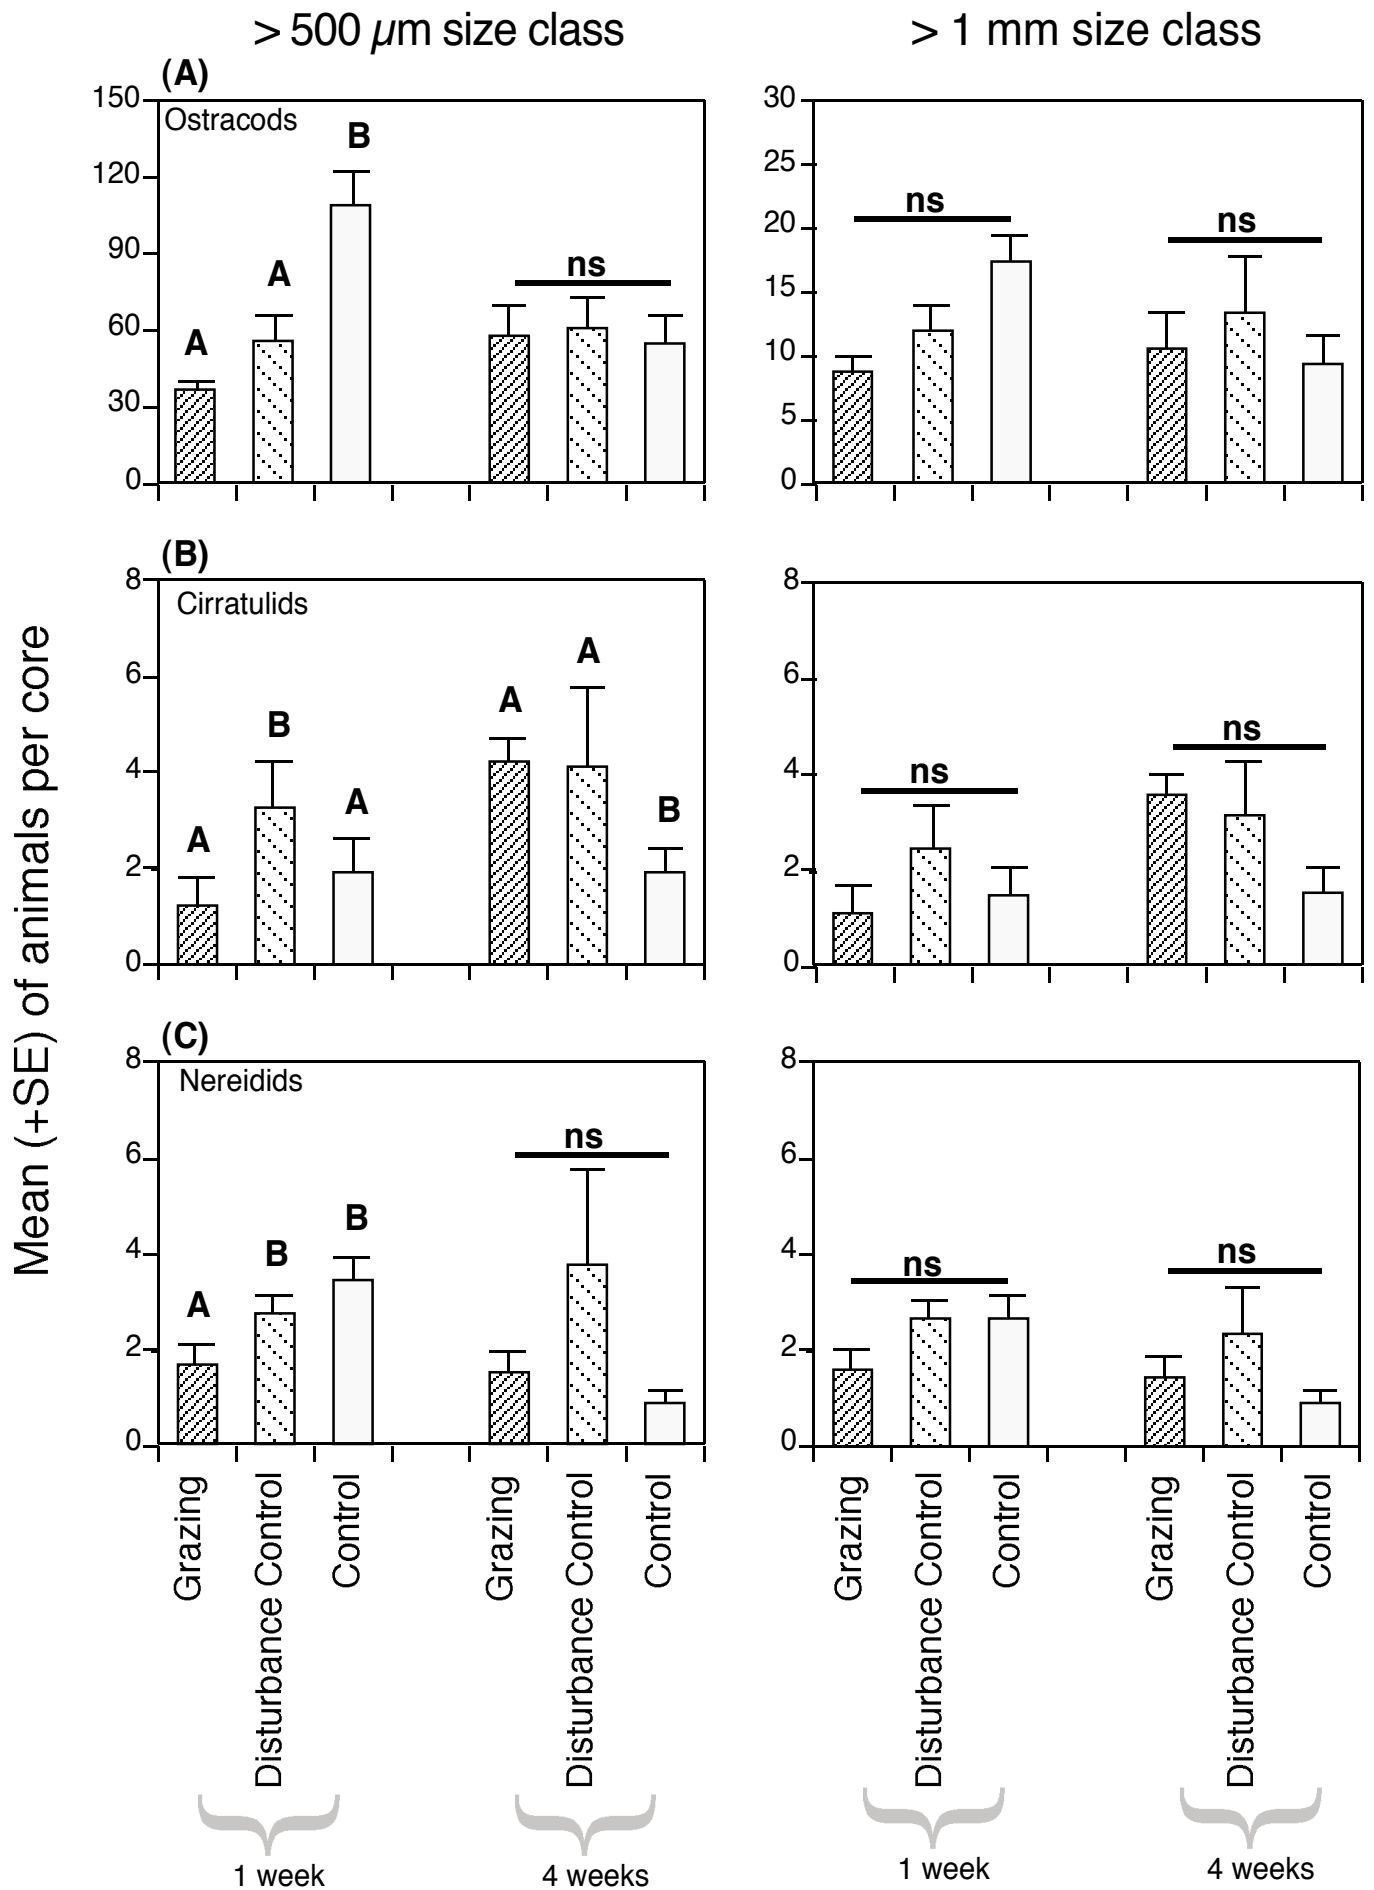 > 500 µm size class
> 1 mm size class
Mean (+SE) of animals per core
(A)
Ostracods
150
120
90
60
30
0
A
A
B
ns
30
25
20
15
10
5
0
ns
ns
(B)
Cirratulids
8
6
4
2
0
A
B
A
A
A
B
8
6
4
2
0
ns
ns
(C)
Nereidids
8
6
4
2
0
A
B
B
ns
8
6
4
2
0
ns
ns
Grazing
Disturbance Control
Control
Grazing
Disturbance Control
Control
Grazing
Disturbance Control
Control
Grazing
Disturbance Control
Control
1 week
4 weeks
1 week
4 weeks